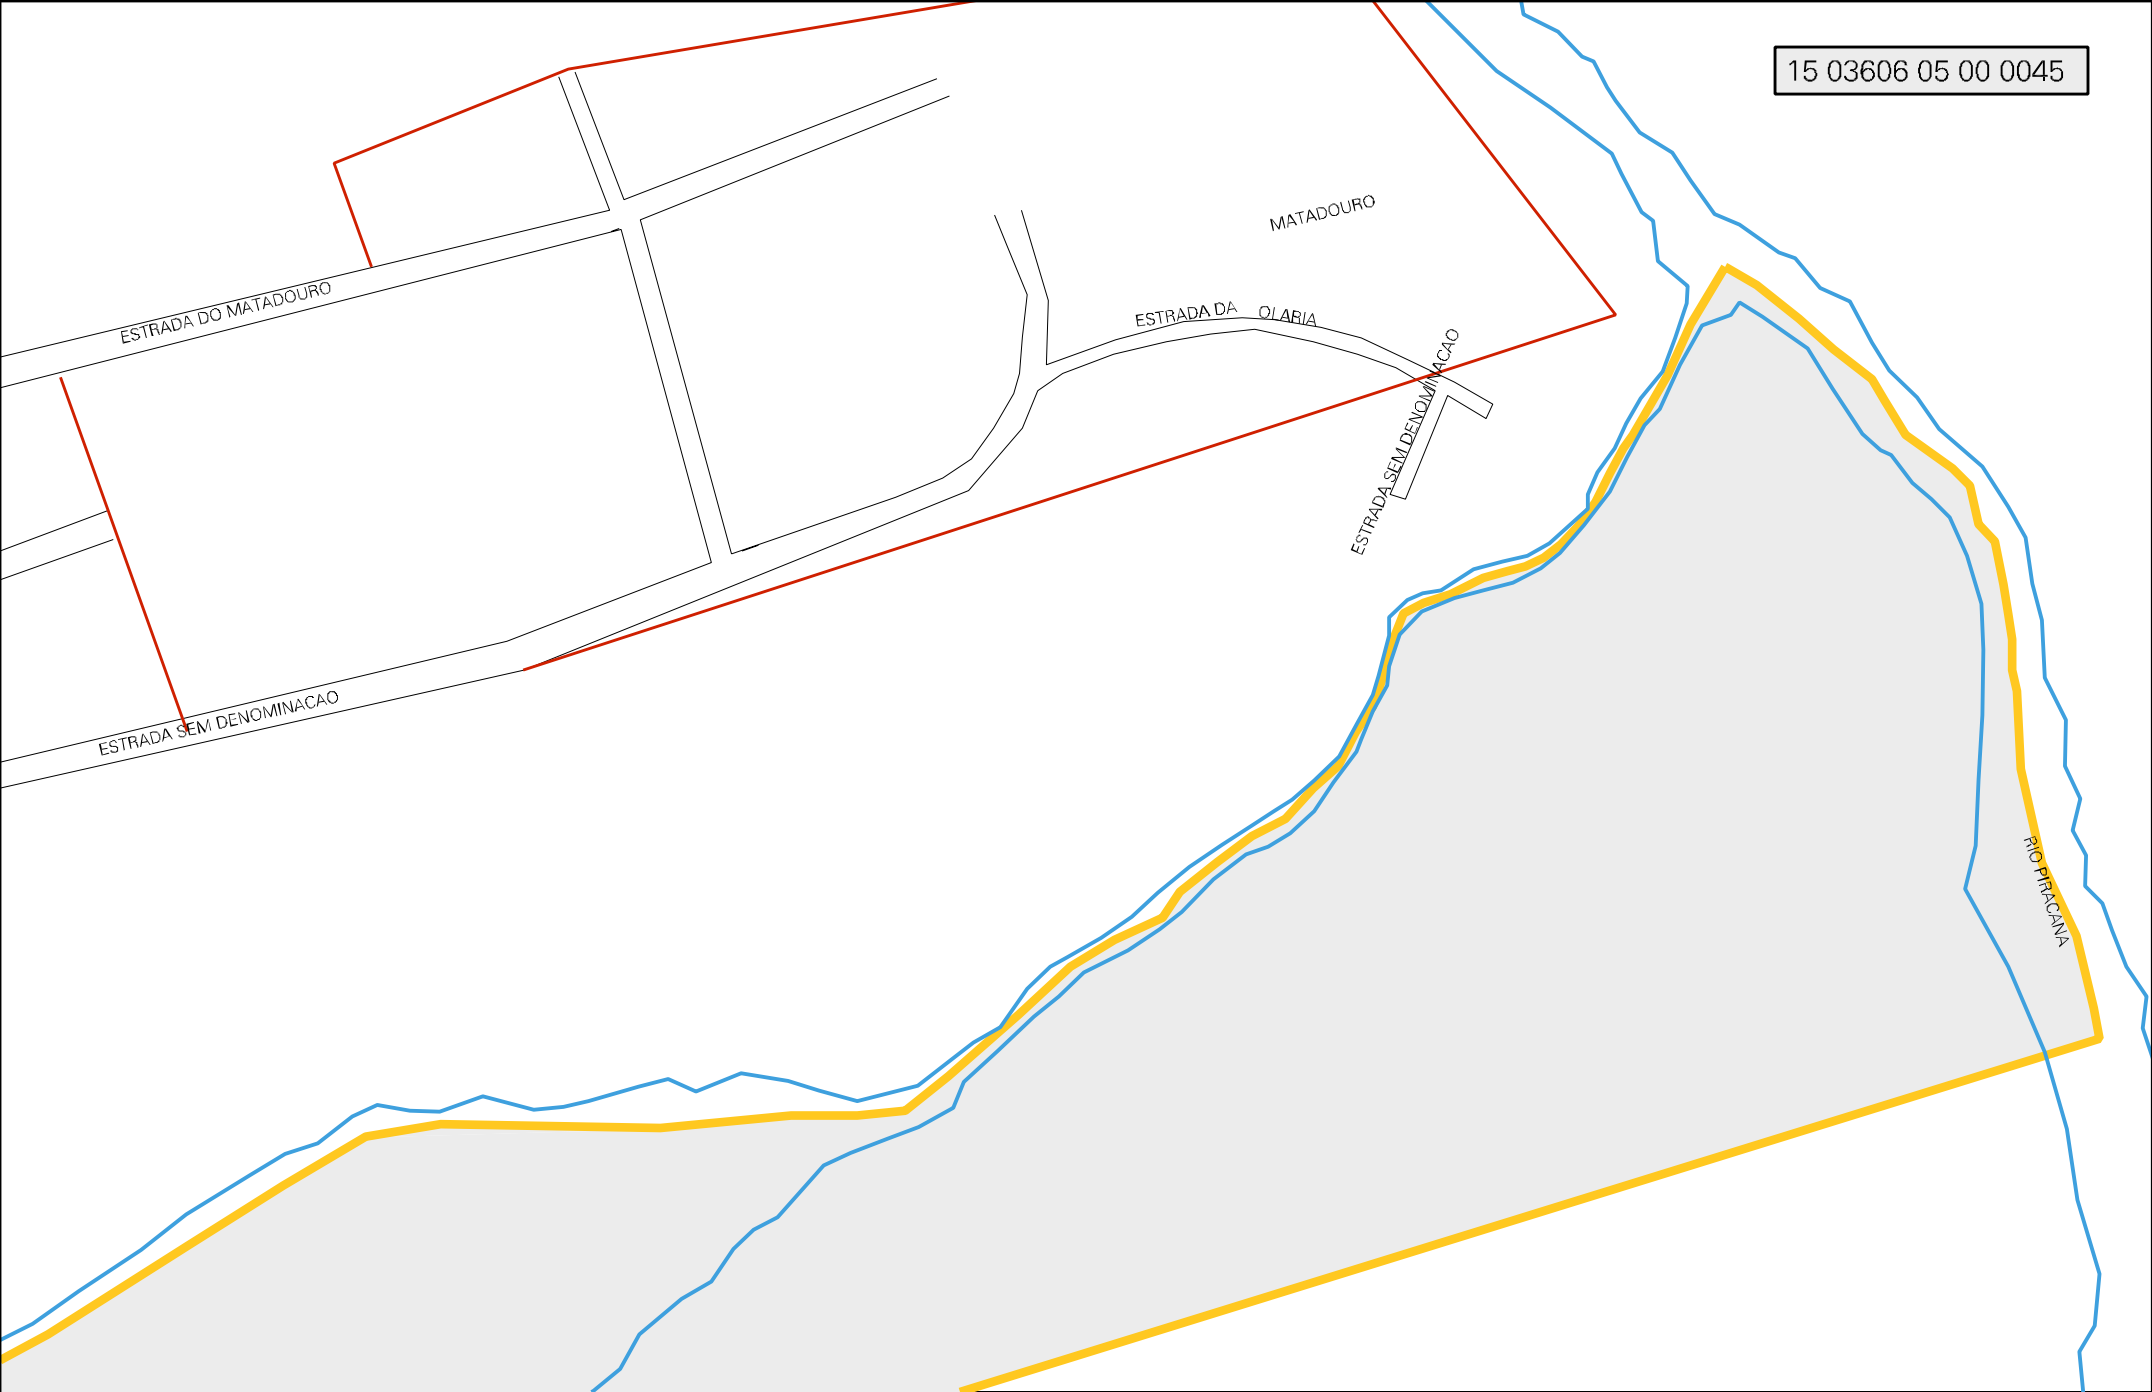 15 03606 05 00 0045
MATADOURO
ESTRADA DO MATADOURO
ESTRADA DA OLARIA
ESTRADA SEM DENOMINACAO
ESTRADA SEM DENOMINACAO
RIO PIRACANA